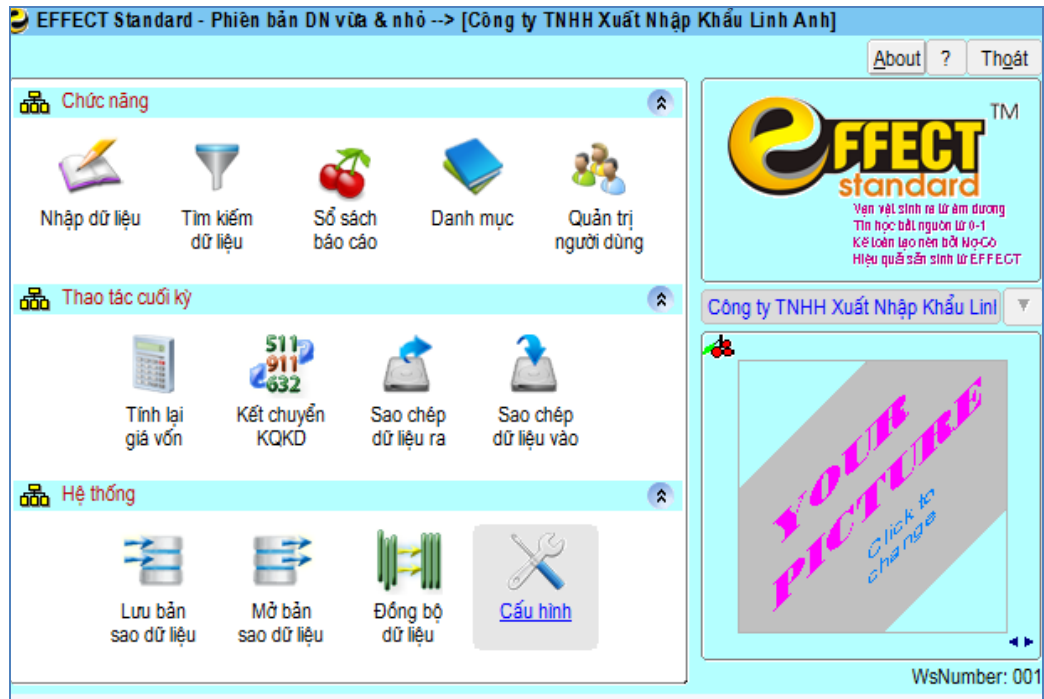 EFFECT Standard - Phiên bản DN vừa & nhỏ --> [Công ty TNHH Xuất Nhập Khẩu Linh Anh]
About ? Thoát
Chức năng
Nhập dữ liệu
Tìm kiếm
dữ liệu
Sổ sách
báo cáo
Danh mục
Quản trị
người dùng
Thao tác cuối kỳ
Tính lại
giá vốn
511
911
632
Kết chuyển
KQKD
Sao chép
dữ liệu ra
Sao chép
dữ liệu vào
Hệ thống
Lưu bản
sao dữ liệu
Mở bản
sao dữ liệu
Đồng bộ
dữ liệu
Cấu hình
eFFECT TM
standard
Vạn vật sinh ra từ âm dương
Tin học bắt nguồn từ 0-1
Kế toán tạo nên bởi Nợ-Có
Hiệu quả sản sinh từ EFFECT
Công ty TNHH Xuất Nhập Khẩu Linl
YOUR
PICTURE
Click to
change
WsNumber: 001